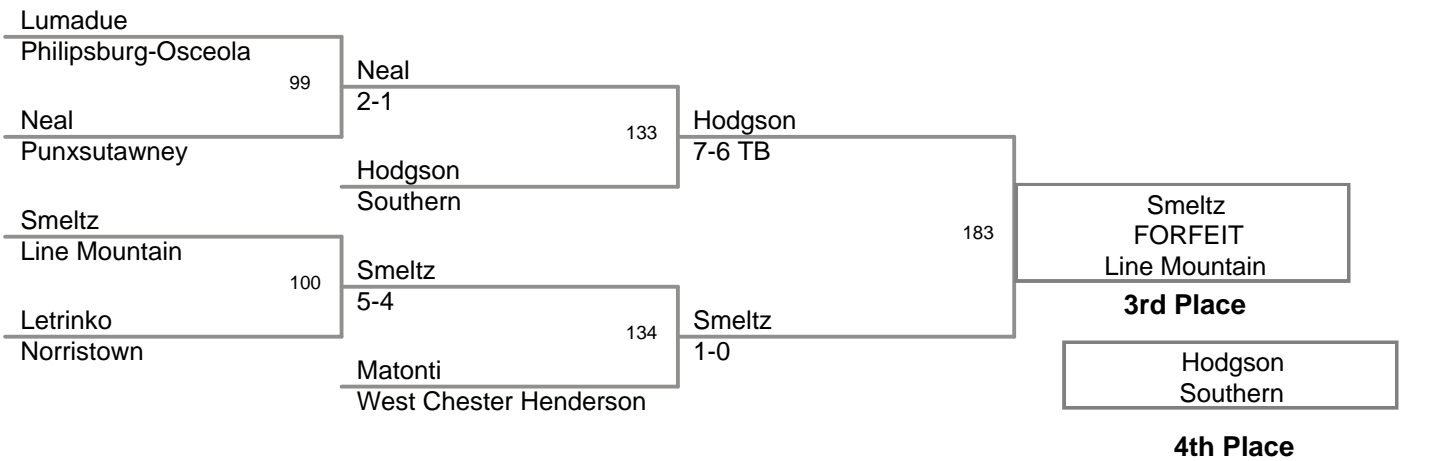 Lumadue
Philipsburg-Osceola
99
Neal
2-1
Neal
Punxsutawney
133
Hodgson
7-6 TB
Hodgson
Southern
Smeltz
Line Mountain
183
Smeltz
FORFEIT
Line Mountain
3rd Place
100
Smeltz
5-4
Letrinko
Norristown
134
Smeltz
1-0
Matonti
West Chester Henderson
Hodgson
Southern
4th Place